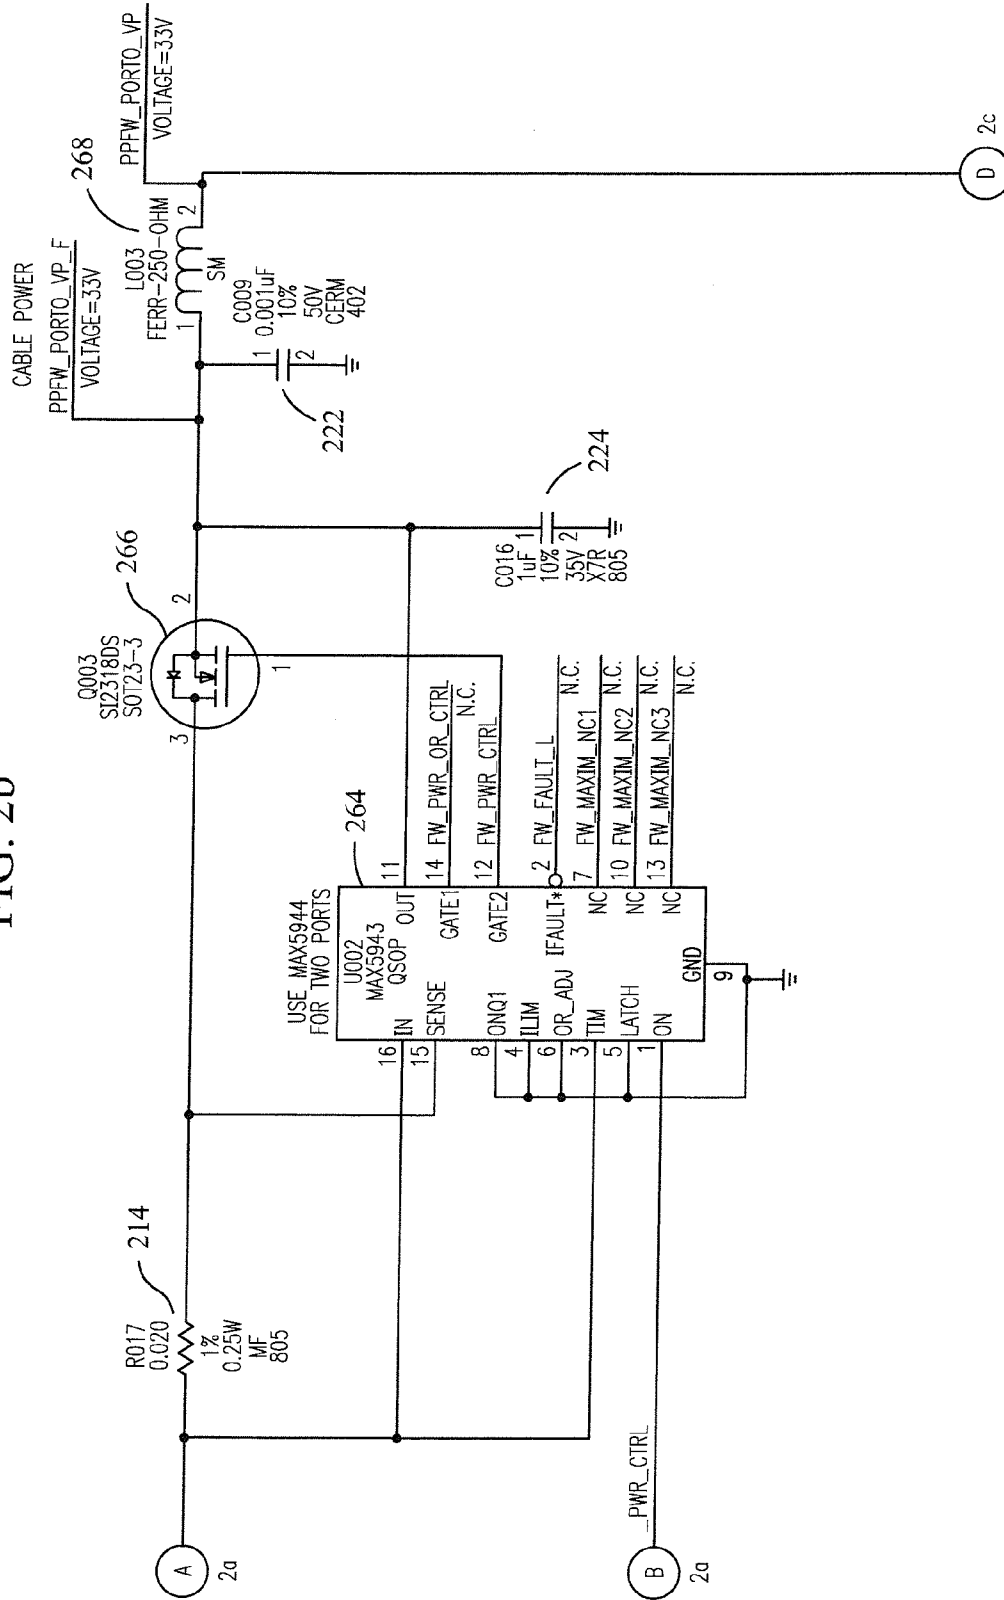 FIG. 2b
CABLE POWER
PPFW_PORTO_VP_F
VOLTAGE=33V
PPFW_PORTO_VP
VOLTAGE=33V
268
L003
FERR-250-OHM
1
2
SM
C009
0.001uF
10%
50V
CERM
402
1
2
222
224
C016
1uF
10%
35V
X7R
805
1
2
266
Q003
SI2318DS
SOT23-3
3
2
1
214
R017
0.020
1%
0.25W
MF
805
A
2a
B
2a
_PWR_CTRL
D
2c
264
USE MAX5944
FOR TWO PORTS
U002
MAX5943
QSOP
16 IN
15 SENSE
8 ONQ1
4 ILIM
6 OR_ADJ
3 TIM
5 LATCH
1 ON
OUT 11
GATE1 14 FW_PWR_OR_CTRL
N.C.
GATE2 12 FW_PWR_CTRL
IFAULT* 2 FW_FAULT_L
N.C.
NC 7 FW_MAXIM_NC1
N.C.
NC 10 FW_MAXIM_NC2
N.C.
NC 13 FW_MAXIM_NC3
N.C.
GND
9